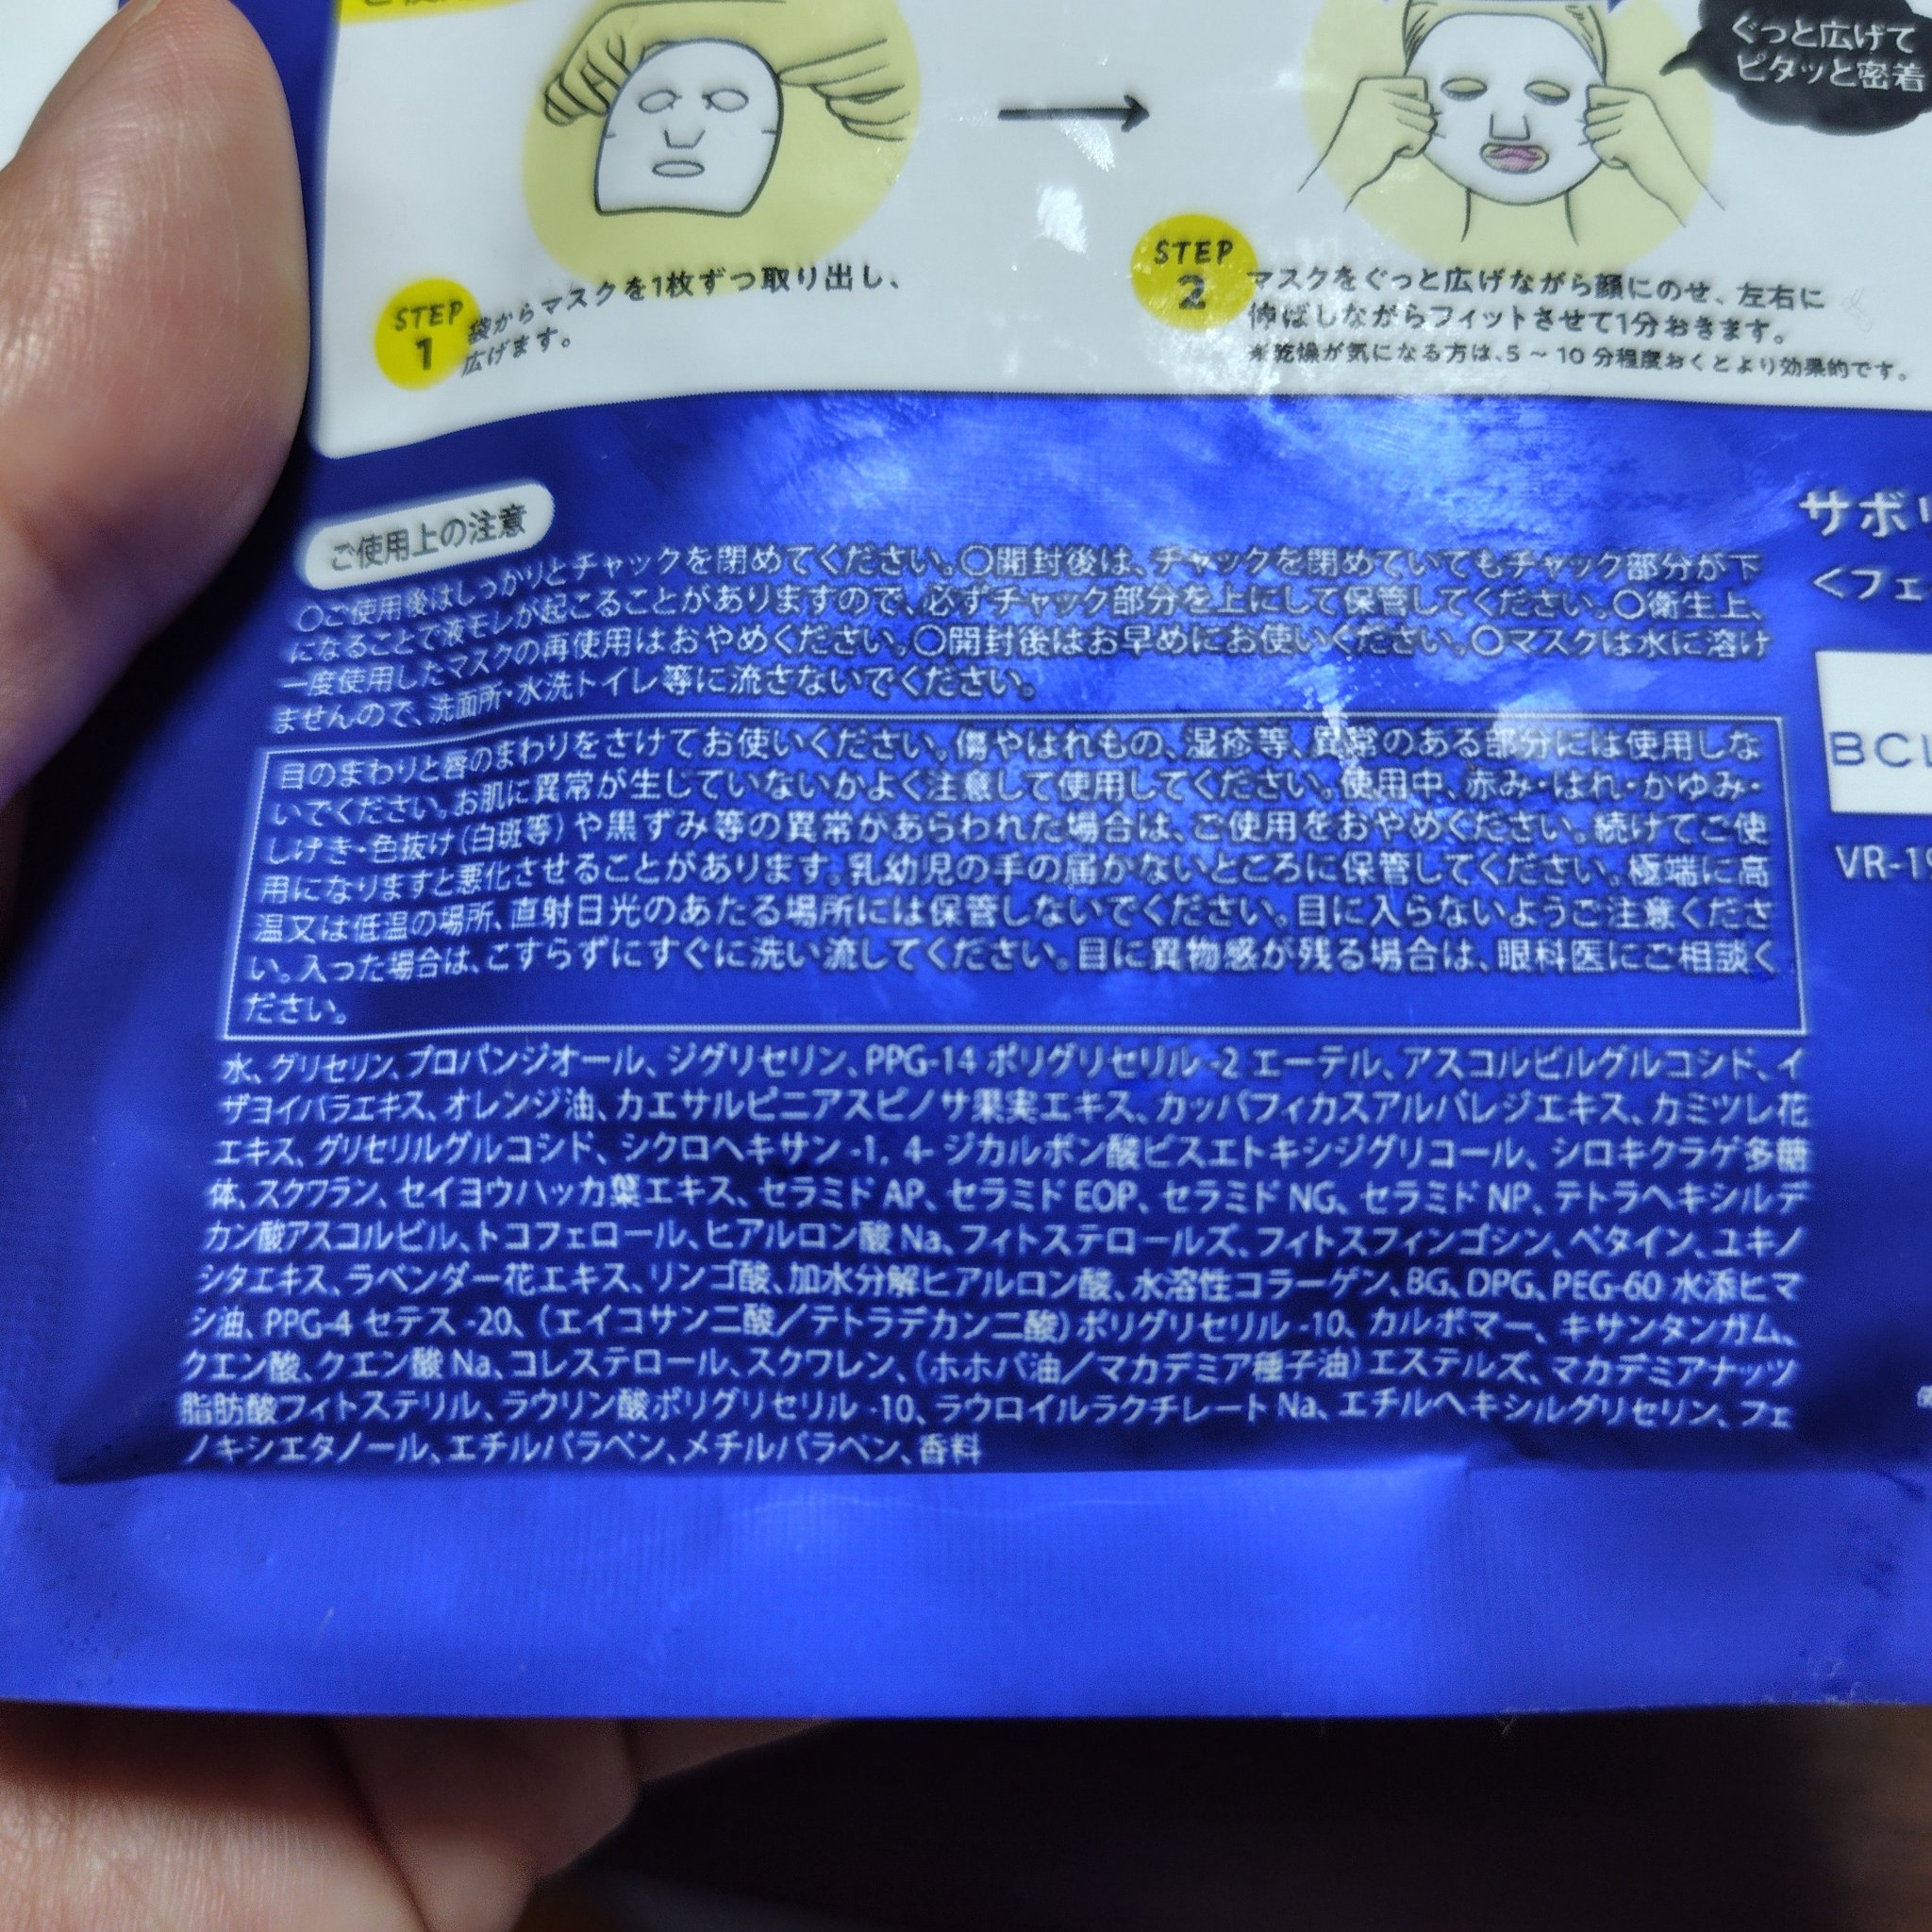 ぐっと広げて
ピタッと密着
STEP
1
袋からマスクを1枚ずつ取り出し、
広げます。
STEP
2
マスクをぐっと広げながら顔にのせ、左右に
伸ばしながらフィットさせて1分おきます。
※乾燥が気になる方は、5～10分程度おくとより効果的です。
ご使用上の注意
○ご使用後はしっかりとチャックを閉めてください。○開封後は、チャックを閉めていてもチャック部分が下
になることで液モレが起こることがありますので、必ずチャック部分を上にして保管してください。○衛生上、
一度使用したマスクの再使用はおやめください。○開封後はお早めにお使いください。○マスクは水に溶け
ませんので、洗面所・水洗トイレ等に流さないでください。
目のまわりと唇のまわりをさけてお使いください。傷やはれもの、湿疹等、異常のある部分には使用しな
いでください。お肌に異常が生じていないかよく注意して使用してください。使用中、赤み・はれ・かゆみ・
しげき・色抜け(白斑等)や黒ずみ等の異常があらわれた場合は、ご使用をおやめください。続けてご使
用になりますと悪化させることがあります。乳幼児の手の届かないところに保管してください。極端に高
温又は低温の場所、直射日光のあたる場所には保管しないでください。目に入らないようご注意くださ
い。入った場合は、こすらずにすぐに洗い流してください。目に異物感が残る場合は、眼科医にご相談く
ださい。
水、グリセリン、プロパンジオール、ジグリセリン、PPG-14 ポリグリセリル-2 エーテル、アスコルビルグルコシド、イ
ザヨイバラエキス、オレンジ油、カエサルピニアスピノサ果実エキス、カッパフィカスアルバレジエキス、カミツレ花
エキス、グリセリルグルコシド、シクロヘキサン-1, 4-ジカルボン酸ビスエトキシジグリコール、シロキクラゲ多糖
体、スクワラン、セイヨウハッカ葉エキス、セラミド AP、セラミド EOP、セラミド NG、セラミド NP、テトラヘキシルデ
カン酸アスコルビル、トコフェロール、ヒアルロン酸 Na、フィトステロールズ、フィトスフィンゴシン、ベタイン、ユキノ
シタエキス、ラベンダー花エキス、リンゴ酸、加水分解ヒアルロン酸、水溶性コラーゲン、BG、DPG、PEG-60 水添ヒマ
シ油、PPG-4 セテス-20、(エイコサン二酸／テトラデカン二酸)ポリグリセリル-10、カルボマー、キサンタンガム、
クエン酸、クエン酸 Na、コレステロール、スクワレン、(ホホバ油／マカデミア種子油)エステルズ、マカデミアナッツ
脂肪酸フィトステリル、ラウリン酸ポリグリセリル-10、ラウロイルラクチレート Na、エチルヘキシルグリセリン、フェ
ノキシエタノール、エチルパラベン、メチルパラベン、香料
サボリ
<フェ
BCL
VR-19